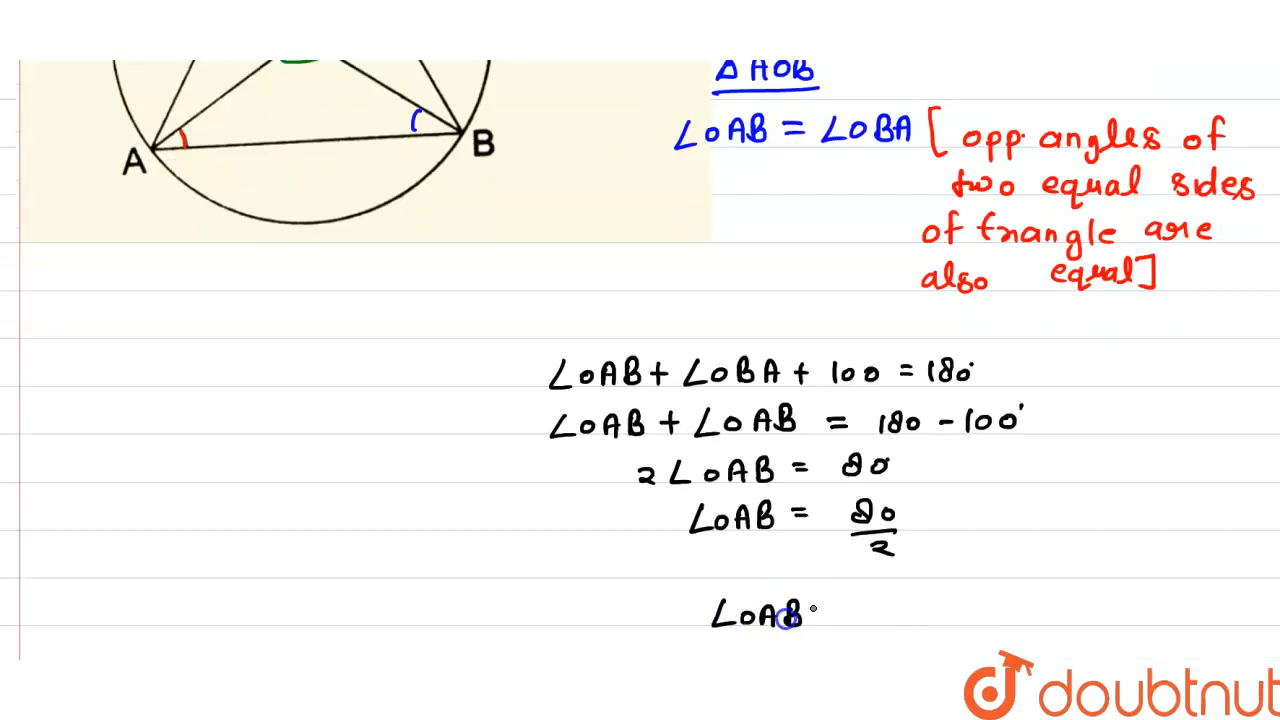 Δ AOB
∠OAB = ∠OBA [ opp. angles of
two equal sides
of triangle are
also equal]
A
B
∠OAB + ∠OBA + 100 = 180
∠OAB + ∠OAB = 180 - 100°
2 ∠OAB = 80
∠OAB = 80
2
∠OAB
doubtnut